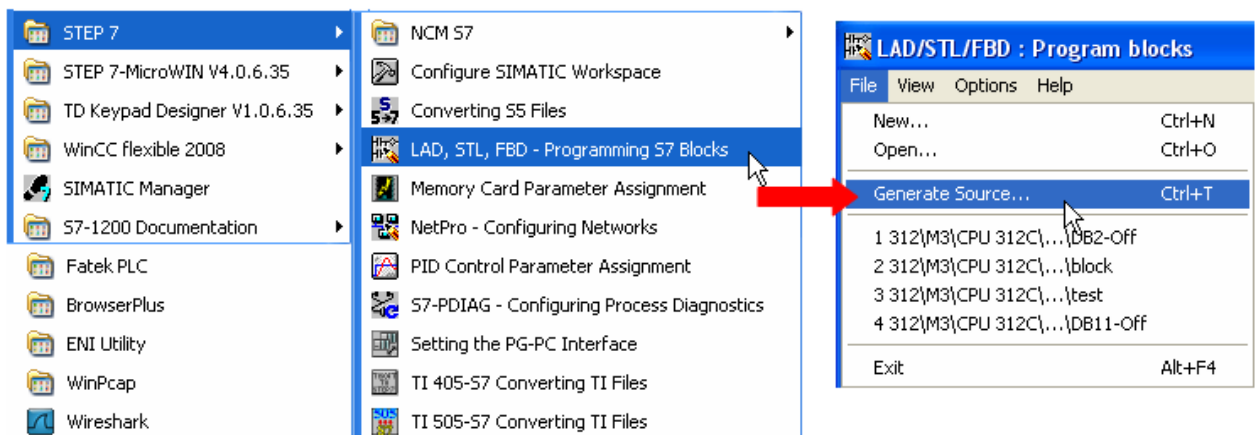 STEP 7
STEP 7-MicroWIN V4.0.6.35
TD Keypad Designer V1.0.6.35
WinCC flexible 2008
SIMATIC Manager
S7-1200 Documentation
Fatek PLC
BrowserPlus
ENI Utility
WinPcap
Wireshark
NCM S7
Configure SIMATIC Workspace
Converting S5 Files
LAD, STL, FBD - Programming S7 Blocks
Memory Card Parameter Assignment
NetPro - Configuring Networks
PID Control Parameter Assignment
S7-PDIAG - Configuring Process Diagnostics
Setting the PG-PC Interface
TI 405-S7 Converting TI Files
TI 505-S7 Converting TI Files
LAD/STL/FBD : Program blocks
File View Options Help
New... Ctrl+N
Open... Ctrl+O
Generate Source... Ctrl+T
1 312\M3\CPU 312C\...\DB2-Off
2 312\M3\CPU 312C\...\block
3 312\M3\CPU 312C\...\test
4 312\M3\CPU 312C\...\DB11-Off
Exit Alt+F4